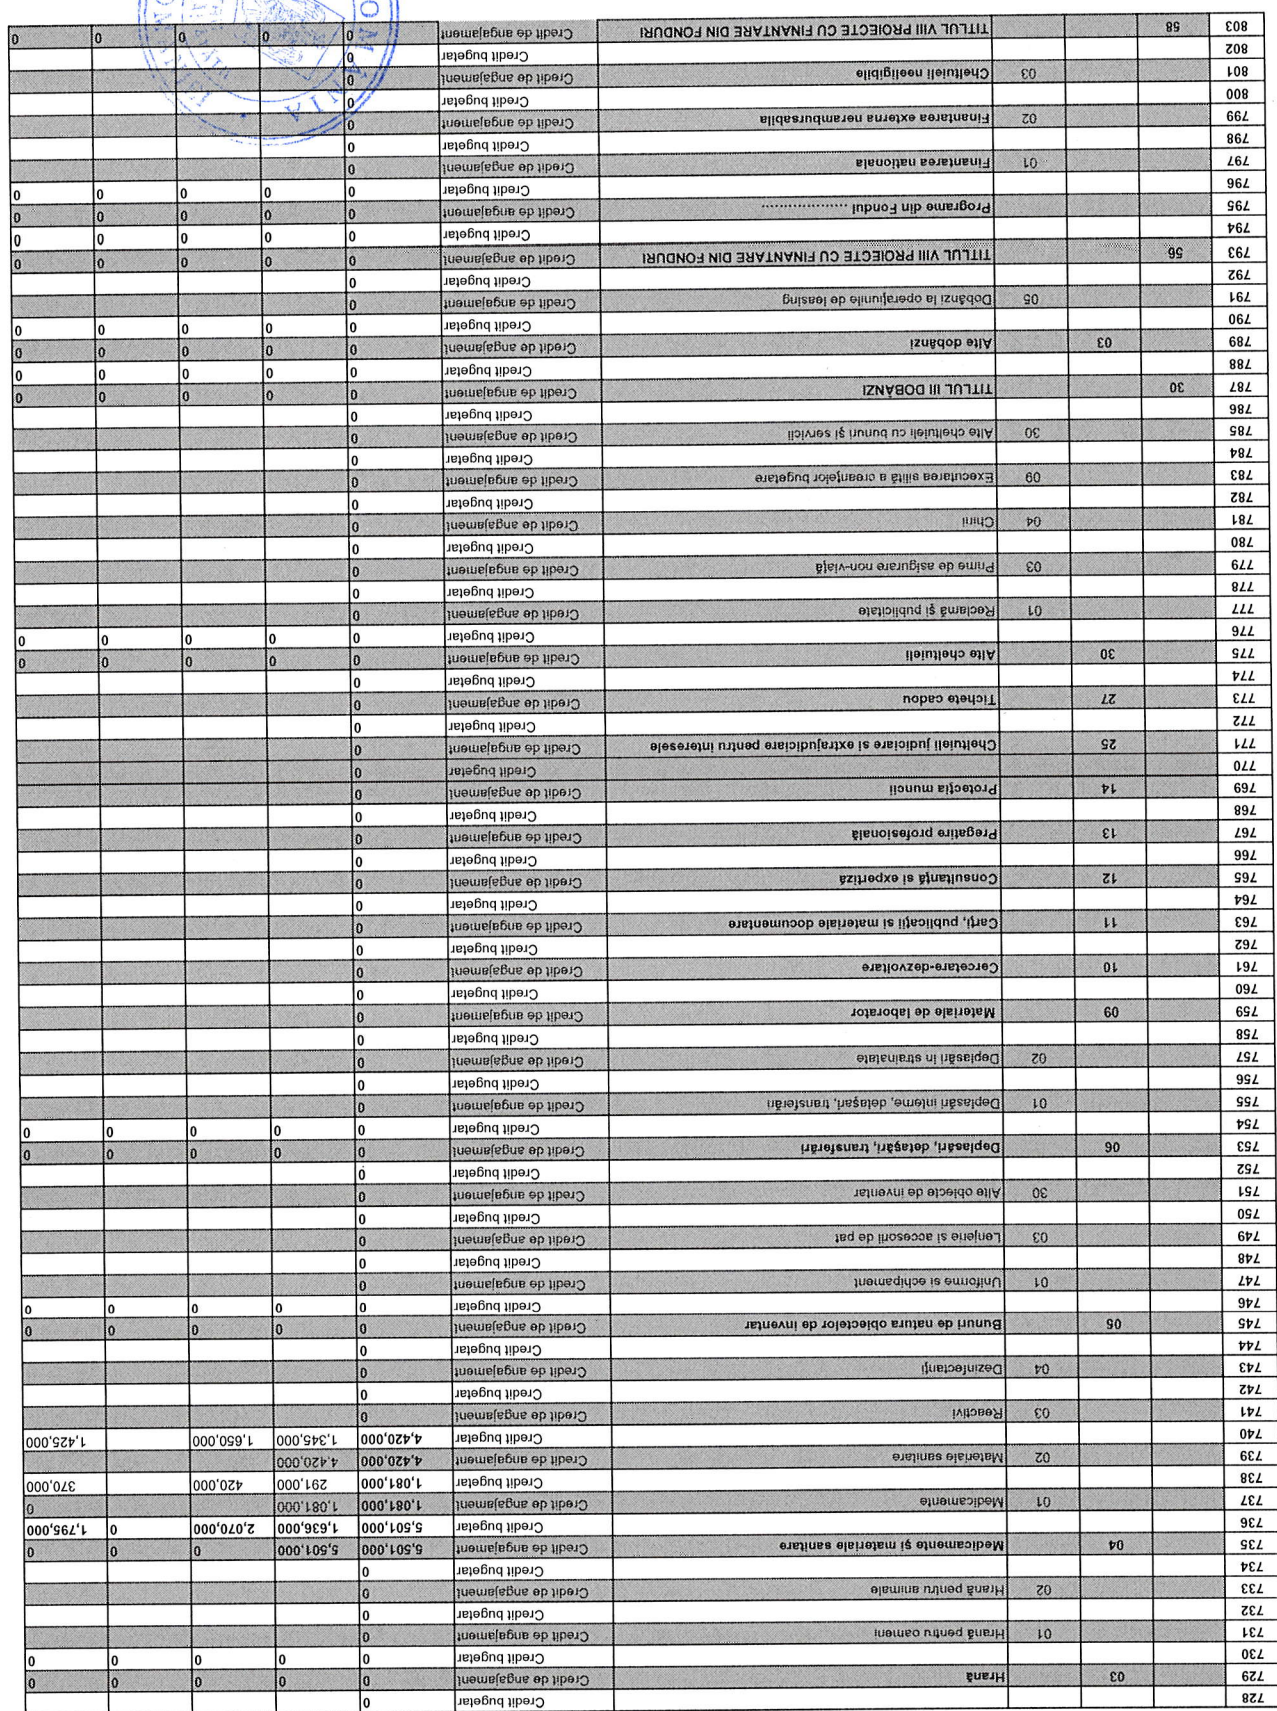 728 Credit bugetar 0
729 03 Hrană Credit de angajament 0 0 0 0 0
730 Credit bugetar 0 0 0 0 0
731 01 Hrană pentru oameni Credit de angajament 0
732 Credit bugetar 0
733 02 Hrană pentru animale Credit de angajament 0
734 Credit bugetar 0
735 04 Medicamente şi materiale sanitare Credit de angajament 5,501,000 5,501,000 0 0 0
736 Credit bugetar 5,501,000 1,636,000 2,070,000 0 1,795,000
737 01 Medicamente Credit de angajament 1,081,000 1,081,000 0
738 Credit bugetar 1,081,000 291,000 420,000 370,000
739 02 Materiale sanitare Credit de angajament 4,420,000 4,420,000
740 Credit bugetar 4,420,000 1,345,000 1,650,000 1,425,000
741 03 Reactivi Credit de angajament 0
742 Credit bugetar 0
743 04 Dezinfectanţi Credit de angajament 0
744 Credit bugetar 0
745 05 Bunuri de natura obiectelor de inventar Credit de angajament 0 0 0 0 0
746 Credit bugetar 0 0 0 0 0
747 01 Uniforme si echipament Credit de angajament 0
748 Credit bugetar 0
749 03 Lenjerie si accesorii de pat Credit de angajament 0
750 Credit bugetar 0
751 30 Alte obiecte de inventar Credit de angajament 0
752 Credit bugetar 0
753 06 Deplasări, detaşări, transferări Credit de angajament 0 0 0 0 0
754 Credit bugetar 0 0 0 0 0
755 01 Deplasări interne, detaşari, transferări Credit de angajament 0
756 Credit bugetar 0
757 02 Deplasări in strainatate Credit de angajament 0
758 Credit bugetar 0
759 09 Materiale de laborator Credit de angajament 0
760 Credit bugetar 0
761 10 Cercetare-dezvoltare Credit de angajament 0
762 Credit bugetar 0
763 11 Carţi, publicaţii si materiale documentare Credit de angajament 0
764 Credit bugetar 0
765 12 Consultanţă si expertiză Credit de angajament 0
766 Credit bugetar 0
767 13 Pregatire profesională Credit de angajament 0
768 Credit bugetar 0
769 14 Protecţia muncii Credit de angajament 0
770 Credit bugetar 0
771 25 Cheltuieli judiciare si extrajudiciare pentru interesele Credit de angajament 0
772 Credit bugetar 0
773 27 Tichete cadou Credit de angajament 0
774 Credit bugetar 0
775 30 Alte cheltuieli Credit de angajament 0 0 0 0 0
776 Credit bugetar 0 0 0 0 0
777 01 Reclamă şi publicitate Credit de angajament 0
778 Credit bugetar 0
779 03 Prime de asigurare non-viaţă Credit de angajament 0
780 Credit bugetar 0
781 04 Chirii Credit de angajament 0
782 Credit bugetar 0
783 09 Executarea silită a creanţelor bugetare Credit de angajament 0
784 Credit bugetar 0
785 30 Alte cheltuieli cu bunuri şi servicii Credit de angajament 0
786 Credit bugetar 0
787 30 TITLUL III DOBÂNZI Credit de angajament 0 0 0 0 0
788 Credit bugetar 0 0 0 0 0
789 03 Alte dobânzi Credit de angajament 0 0 0 0 0
790 Credit bugetar 0 0 0 0 0
791 05 Dobânzi la operaţiunile de leasing Credit de angajament 0
792 Credit bugetar 0
793 56 TITLUL VIII PROIECTE CU FINANTARE DIN FONDURI Credit de angajament 0 0 0 0 0
794 Credit bugetar 0 0 0 0 0
795 Programe din Fondul .................... Credit de angajament 0 0 0 0 0
796 Credit bugetar 0 0 0 0 0
797 01 Finantarea nationala Credit de angajament 0
798 Credit bugetar 0
799 02 Finantarea externa nerambursabila Credit de angajament 0
800 Credit bugetar 0
801 03 Cheltuieli neeligibile Credit de angajament 0
802 Credit bugetar 0
803 58 TITLUL VIII PROIECTE CU FINANTARE DIN FONDURI Credit de angajament 0 0 0 0 0
OMANIA